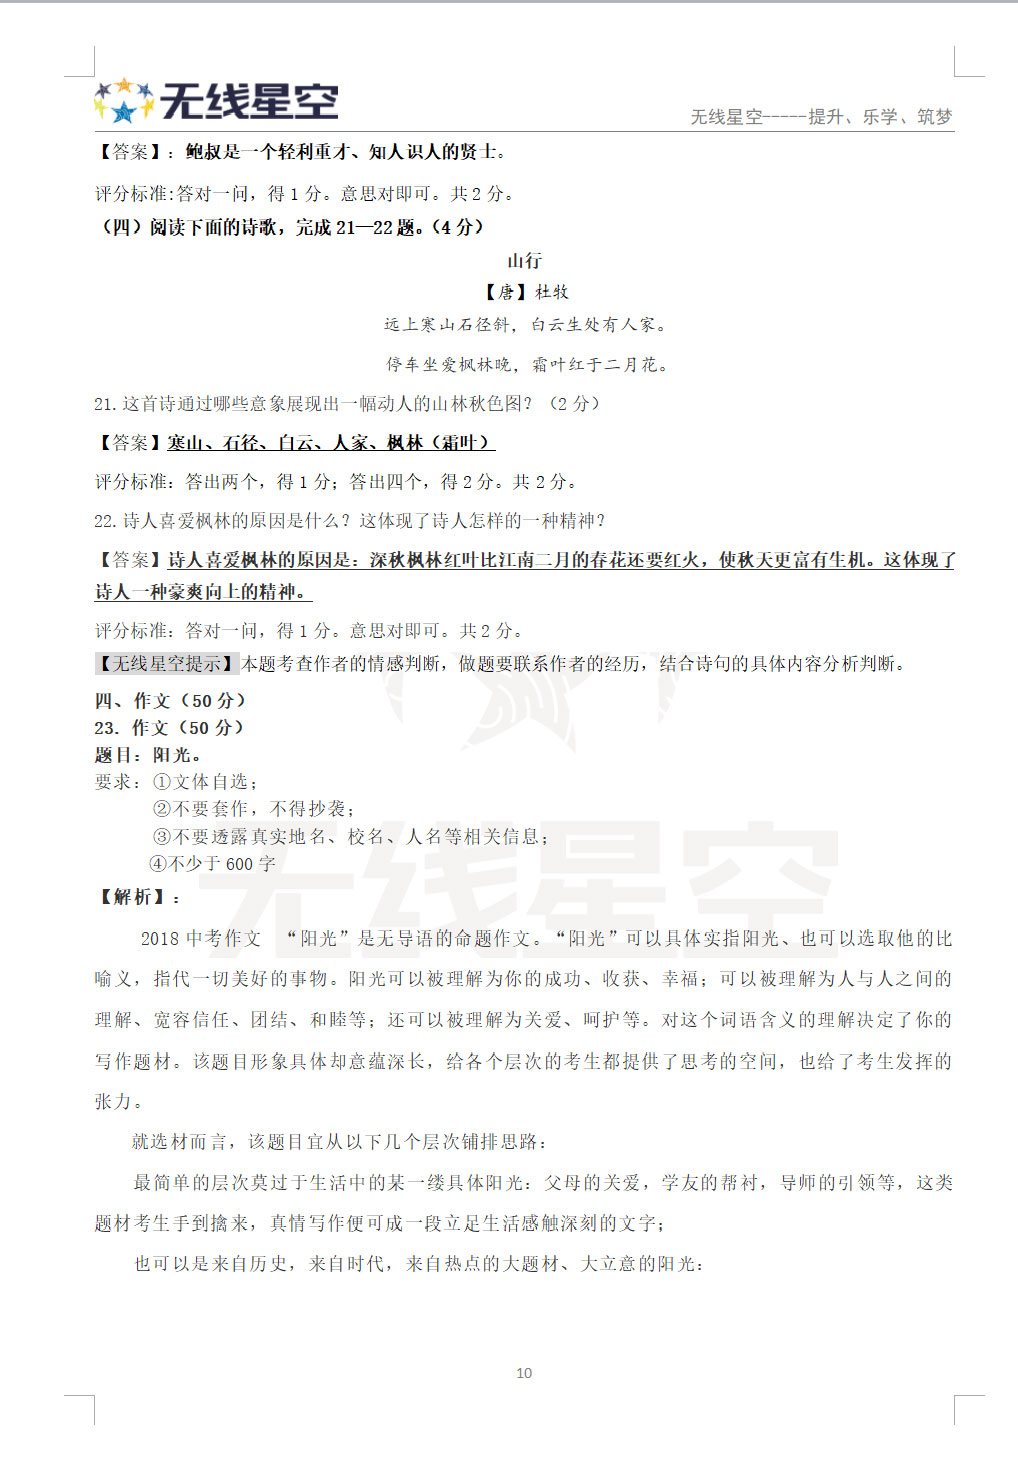 无线星空
无线星空-----提升、乐学、筑梦
【答案】：鲍叔是一个轻利重才、知人识人的贤士。
评分标准:答对一问，得1分。意思对即可。共2分。
（四）阅读下面的诗歌，完成21—22题。（4分）
山行
【唐】杜牧
远上寒山石径斜，白云生处有人家。
停车坐爱枫林晚，霜叶红于二月花。
21.这首诗通过哪些意象展现出一幅动人的山林秋色图？（2分）
【答案】寒山、石径、白云、人家、枫林（霜叶）
评分标准：答出两个，得1分；答出四个，得2分。共2分。
22.诗人喜爱枫林的原因是什么？这体现了诗人怎样的一种精神？
【答案】诗人喜爱枫林的原因是：深秋枫林红叶比江南二月的春花还要红火，使秋天更富有生机。这体现了
诗人一种豪爽向上的精神。
评分标准：答对一问，得1分。意思对即可。共2分。
【无线星空提示】本题考查作者的情感判断，做题要联系作者的经历，结合诗句的具体内容分析判断。
四、作文（50分）
23．作文（50分）
题目：阳光。
要求：①文体自选；
②不要套作，不得抄袭；
③不要透露真实地名、校名、人名等相关信息；
④不少于600字
无线星空
【解析】：
2018中考作文 “阳光”是无导语的命题作文。“阳光”可以具体实指阳光、也可以选取他的比
喻义，指代一切美好的事物。阳光可以被理解为你的成功、收获、幸福；可以被理解为人与人之间的
理解、宽容信任、团结、和睦等；还可以被理解为关爱、呵护等。对这个词语含义的理解决定了你的
写作题材。该题目形象具体却意蕴深长，给各个层次的考生都提供了思考的空间，也给了考生发挥的
张力。
就选材而言，该题目宜从以下几个层次铺排思路：
最简单的层次莫过于生活中的某一缕具体阳光：父母的关爱，学友的帮衬，导师的引领等，这类
题材考生手到擒来，真情写作便可成一段立足生活感触深刻的文字；
也可以是来自历史，来自时代，来自热点的大题材、大立意的阳光：
10